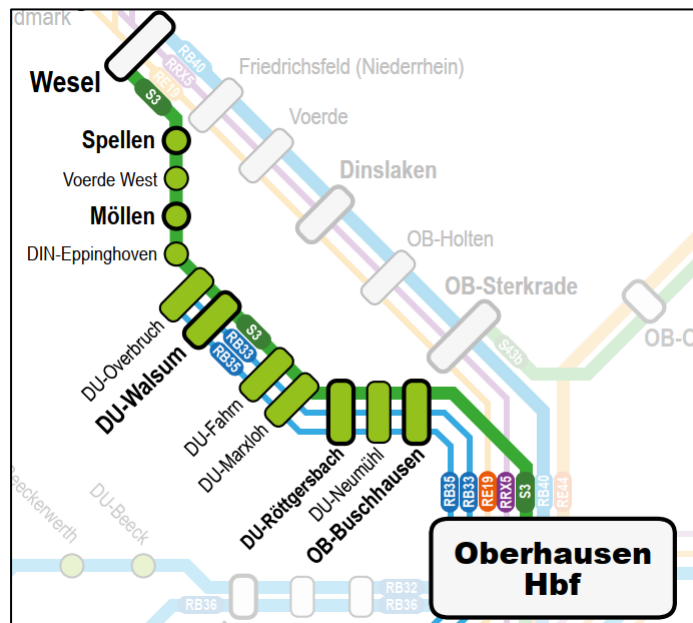 dmark
RB40
RRX5
RE19
Wesel
S3
Friedrichsfeld (Niederrhein)
Voerde
Spellen
Voerde West
Dinslaken
Möllen
DIN-Eppinghoven
OB-Holten
OB-Sterkrade
DU-Overbruch
DU-Walsum
S3
RB33
RB35
S43b
OB-O
DU-Fahrn
DU-Marxloh
DU-Röttgersbach
DU-Neumühl
OB-Buschhausen
RB35
RB33
RE19
RRX5
S3
RB40
RE44
eeckerwerth
DU-Beeck
Oberhausen
Hbf
RB32
RB36
RB36